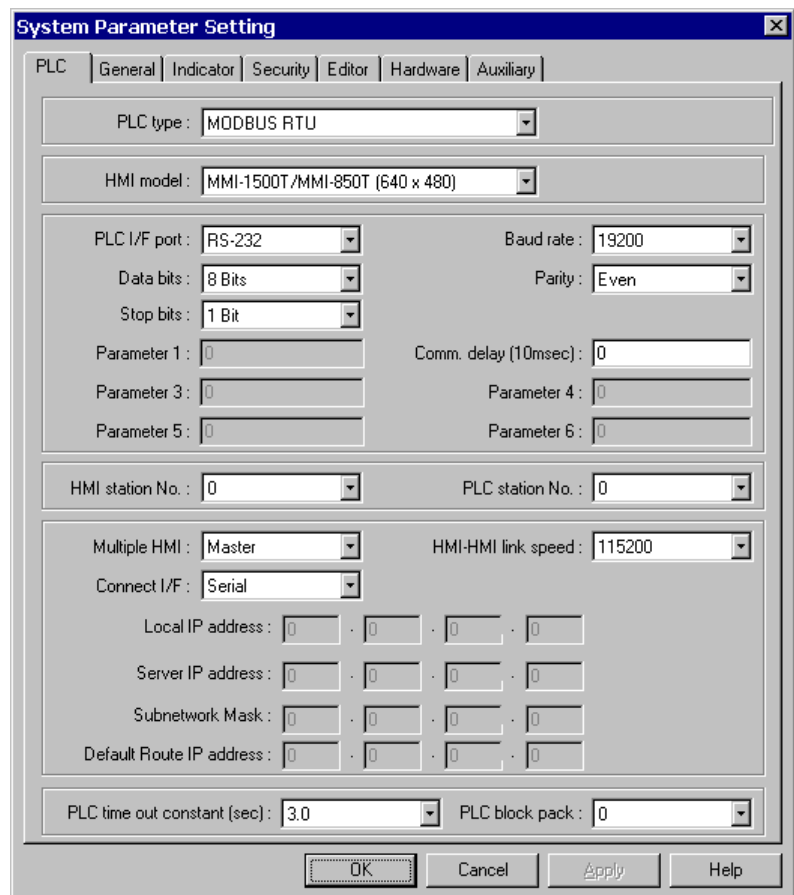 System Parameter Setting
PLC General Indicator Security Editor Hardware Auxiliary
PLC type : MODBUS RTU
HMI model : MMI-1500T/MMI-850T (640 x 480)
PLC I/F port : RS-232 Baud rate : 19200
Data bits : 8 Bits Parity : Even
Stop bits : 1 Bit
Parameter 1 : 0 Comm. delay (10msec) : 0
Parameter 3 : 0 Parameter 4 : 0
Parameter 5 : 0 Parameter 6 : 0
HMI station No. : 0 PLC station No. : 0
Multiple HMI : Master HMI-HMI link speed : 115200
Connect I/F : Serial
Local IP address : 0 . 0 . 0 . 0
Server IP address : 0 . 0 . 0 . 0
Subnetwork Mask : 0 . 0 . 0 . 0
Default Route IP address : 0 . 0 . 0 . 0
PLC time out constant (sec) : 3.0 PLC block pack : 0
OK Cancel Apply Help